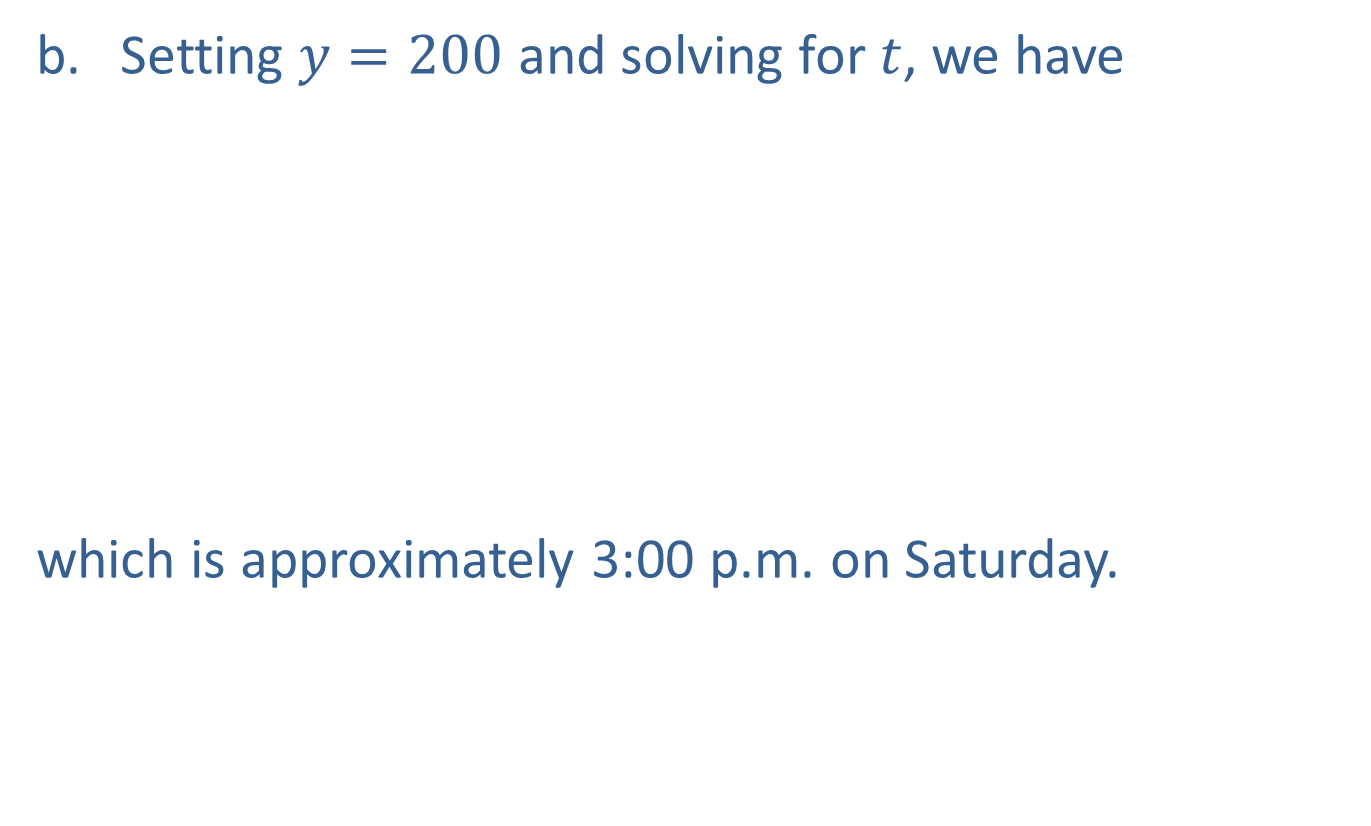 b. Setting y = 200 and solving for t, we have
which is approximately 3:00 p.m. on Saturday.